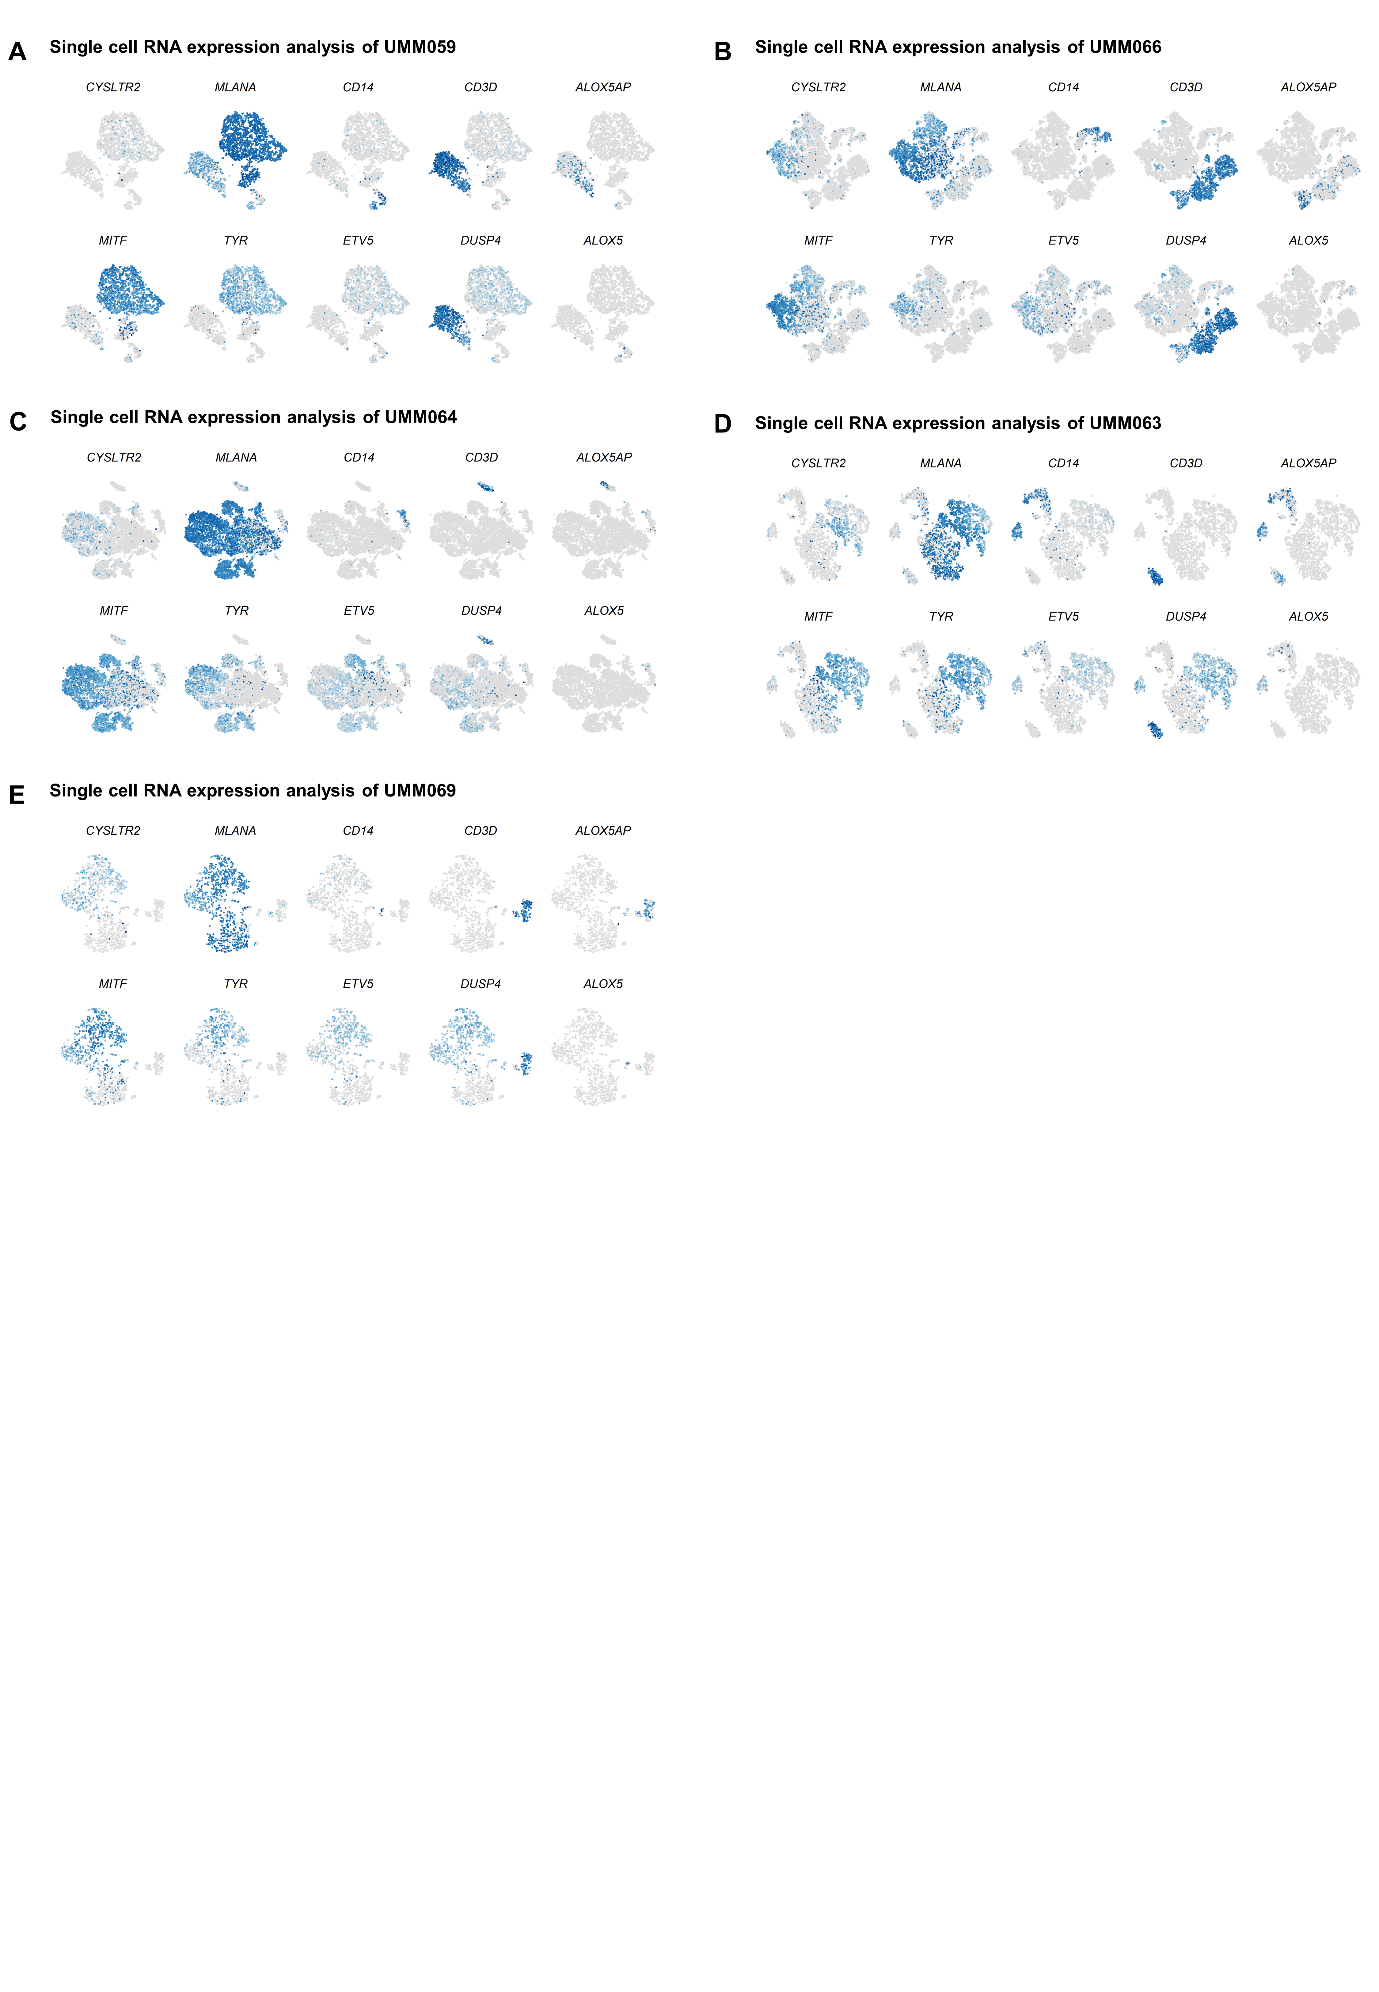 A Single cell RNA expression analysis of UMM059
CYSLTR2 MLANA CD14 CD3D ALOX5AP
MITF TYR ETV5 DUSP4 ALOX5
B Single cell RNA expression analysis of UMM066
CYSLTR2 MLANA CD14 CD3D ALOX5AP
MITF TYR ETV5 DUSP4 ALOX5
C Single cell RNA expression analysis of UMM064
CYSLTR2 MLANA CD14 CD3D ALOX5AP
MITF TYR ETV5 DUSP4 ALOX5
D Single cell RNA expression analysis of UMM063
CYSLTR2 MLANA CD14 CD3D ALOX5AP
MITF TYR ETV5 DUSP4 ALOX5
E Single cell RNA expression analysis of UMM069
CYSLTR2 MLANA CD14 CD3D ALOX5AP
MITF TYR ETV5 DUSP4 ALOX5